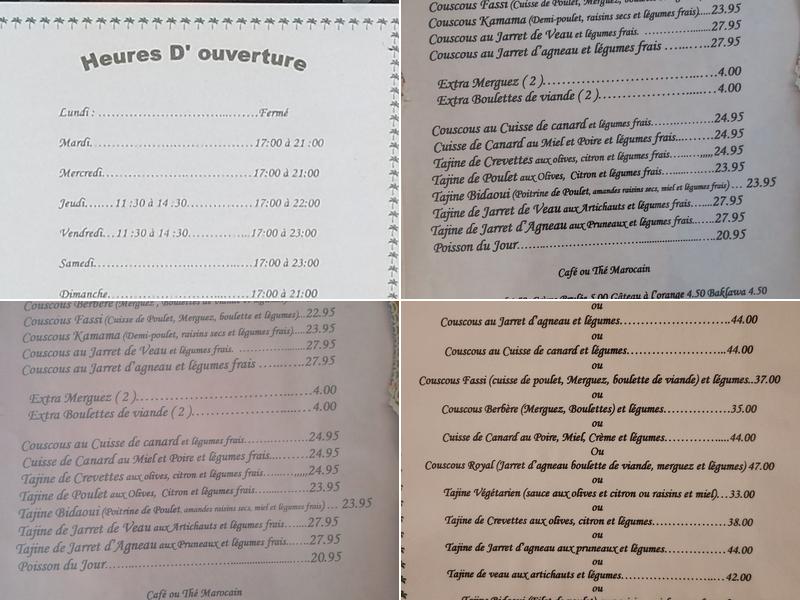 Heures D' ouverture
Lundi : ……………………………….……Fermé
Mardi………………………………17:00 à 21 :00
Mercredi……………………………17:00 à 21:00
Jeudi…….11 :30 à 14 :30………………17:00 à 22:00
Vendredi…11 :30 à 14 :30………………17:00 à 23:00
Samedi………………………………17:00 à 23:00
Dimanche……………………………17:00 à 21:00
Couscous Fassi (Cuisse de Poulet, Merguez, boulette et légumes)
Couscous Kamama (Demi-poulet, raisins secs et légumes frais)….23.95
Couscous au Jarret de Veau et légumes frais. ………………27.95
Couscous au Jarret d'agneau et légumes frais ……………27.95
Extra Merguez ( 2 )……………………………4.00
Extra Boulettes de viande ( 2 )……………………4.00
Couscous au Cuisse de canard et légumes frais……………24.95
Cuisse de Canard au Miel et Poire et Légumes frais…………24.95
Tajine de Crevettes aux olives, citron et légumes frais………24.95
Tajine de Poulet aux Olives, Citron et légumes frais…………23.95
Tajine Bidaoui (Poitrine de Poulet, amandes raisins secs, miel et légumes frais)… 23.95
Tajine de Jarret de Veau aux Artichauts et légumes frais……27.95
Tajine de Jarret d'Agneau aux Pruneaux et légumes frais……27.95
Poisson du Jour……………………………………20.95
Café ou Thé Marocain
5.00 Gâteau à l'orange 4.50 Baklawa 4.50
Couscous Berbère (Merguez
Couscous Fassi (Cuisse de Poulet, Merguez, boulette et légumes)…22.95
Couscous Kamama (Demi-poulet, raisins secs et légumes frais)….23.95
Couscous au Jarret de Veau et légumes frais. ………………27.95
Couscous au Jarret d'agneau et légumes frais ……………27.95
Extra Merguez ( 2 )……………………………4.00
Extra Boulettes de viande ( 2 )……………………4.00
Couscous au Cuisse de canard et légumes frais……………24.95
Cuisse de Canard au Miel et Poire et Légumes frais…………24.95
Tajine de Crevettes aux olives, citron et légumes frais………24.95
Tajine de Poulet aux Olives, Citron et légumes frais…………23.95
Tajine Bidaoui (Poitrine de Poulet, amandes raisins secs, miel et légumes frais)… 23.95
Tajine de Jarret de Veau aux Artichauts et légumes frais……27.95
Tajine de Jarret d'Agneau aux Pruneaux et légumes frais……27.95
Poisson du Jour……………………………………20.95
Café ou Thé Marocain
ou
Couscous au Jarret d'agneau et légumes……………………44.00
ou
Couscous au Cuisse de canard et légumes……………………44.00
ou
Couscous Fassi (cuisse de poulet, Merguez, boulette de viande) et légumes..37.00
ou
Couscous Berbère (Merguez, Boulettes) et légumes……………35.00
ou
Cuisse de Canard au Poire, Miel, Crème et Légumes……………44.00
Ou
Couscous Royal (Jarret d'agneau boulette de viande, merguez et légumes) 47.00
ou
Tajine Végétarien (sauce aux olives et citron ou raisins et miel)…33.00
ou
Tajine de Crevettes aux olives, citron et légumes………………38.00
ou
Tajine de Jarret d'agneau aux pruneaux et légumes……………44.00
ou
Tajine de veau aux artichauts et légumes……………………42.00
ou